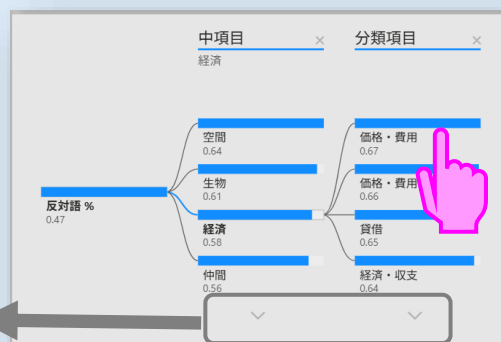 中項目 ×
経済
分類項目 ×
反対語 %
0.47
空間
0.64
生物
0.61
経済
0.58
仲間
0.56
価格・費用
0.67
価格・費用
0.66
貸借
0.65
経済・収支
0.64